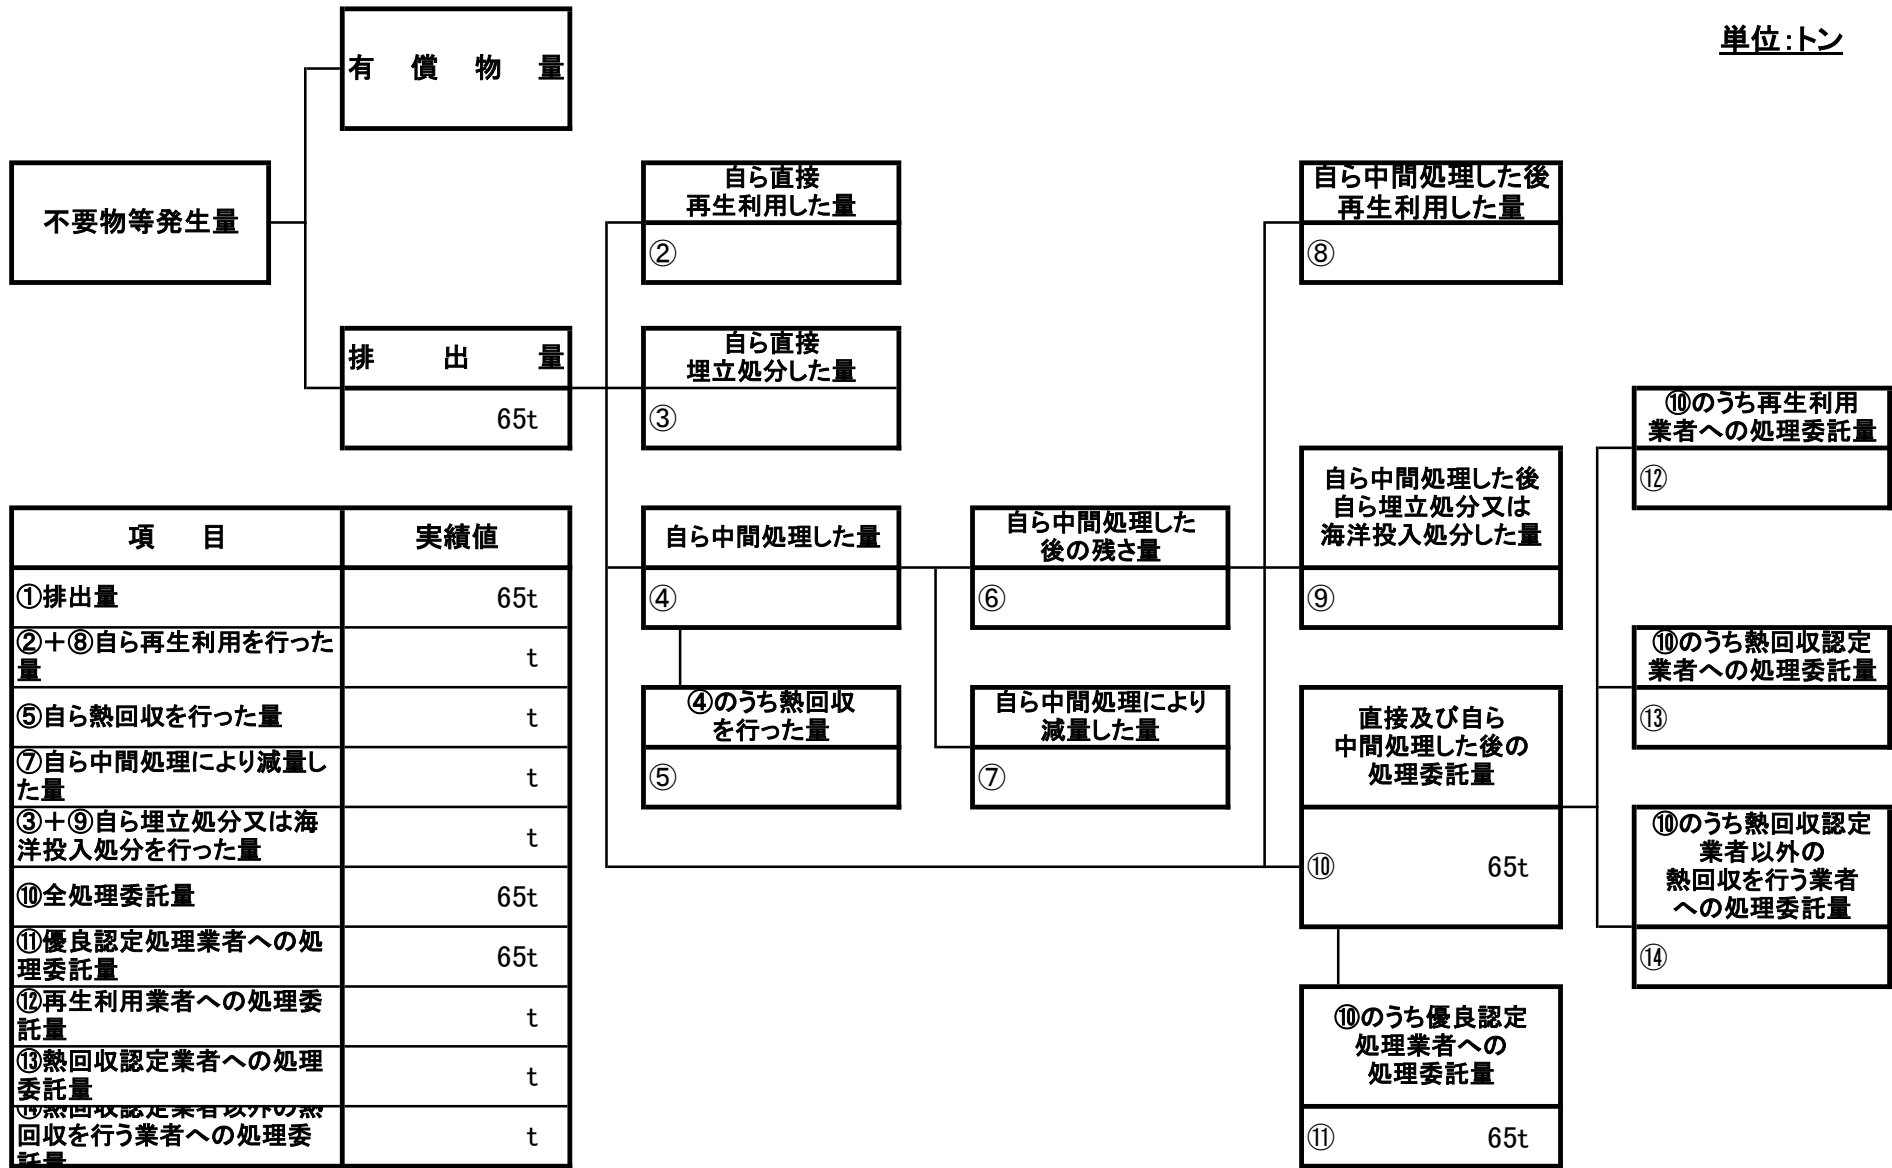 単位:トン
有　償　物　量
不要物等発生量
排　出　量
65t
自ら直接
再生利用した量
②
自ら直接
埋立処分した量
③
自ら中間処理した量
④
④のうち熱回収
を行った量
⑤
自ら中間処理した
後の残さ量
⑥
自ら中間処理により
減量した量
⑦
自ら中間処理した後
再生利用した量
⑧
自ら中間処理した後
自ら埋立処分又は
海洋投入処分した量
⑨
直接及び自ら
中間処理した後の
処理委託量
⑩ 65t
⑩のうち優良認定
処理業者への
処理委託量
⑪ 65t
⑩のうち再生利用
業者への処理委託量
⑫
⑩のうち熱回収認定
業者への処理委託量
⑬
⑩のうち熱回収認定
業者以外の
熱回収を行う業者
への処理委託量
⑭
項　目 実績値
①排出量 65t
②＋⑧自ら再生利用を行った
量 t
⑤自ら熱回収を行った量 t
⑦自ら中間処理により減量し
た量 t
③＋⑨自ら埋立処分又は海
洋投入処分を行った量 t
⑩全処理委託量 65t
⑪優良認定処理業者への処
理委託量 65t
⑫再生利用業者への処理委
託量 t
⑬熱回収認定業者への処理
委託量 t
⑭熱回収認定業者以外の熱
回収を行う業者への処理委
託量 t